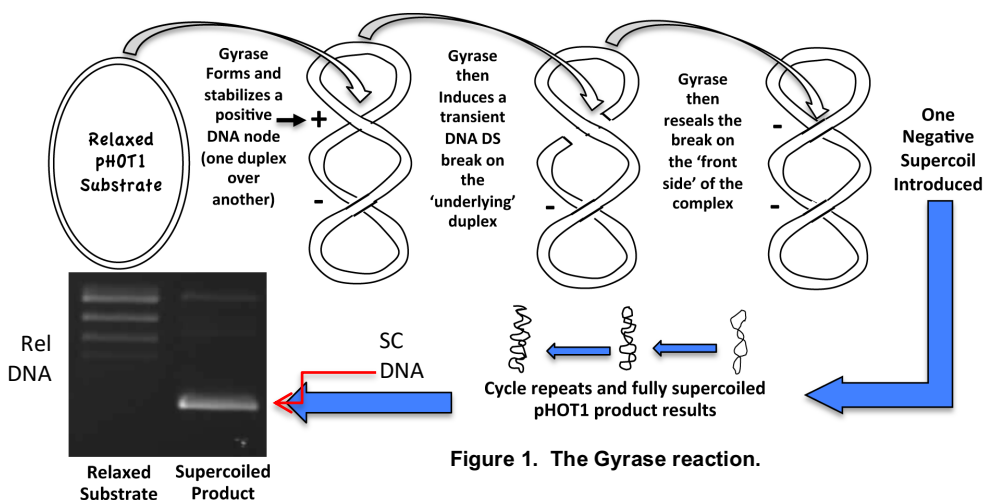 Relaxed
pHOT1
Substrate
Gyrase
Forms and
stabilizes a
positive
DNA node
(one duplex
over
another)
+
-
Gyrase
then
Induces a
transient
DNA DS
break on
the
‘underlying’
duplex
-
Gyrase
then
reseals the
break on
the ‘front
side’ of the
complex
-
-
One
Negative
Supercoil
Introduced
Rel
DNA
SC
DNA
Cycle repeats and fully supercoiled
pHOT1 product results
Relaxed
Substrate
Supercoiled
Product
Figure 1. The Gyrase reaction.